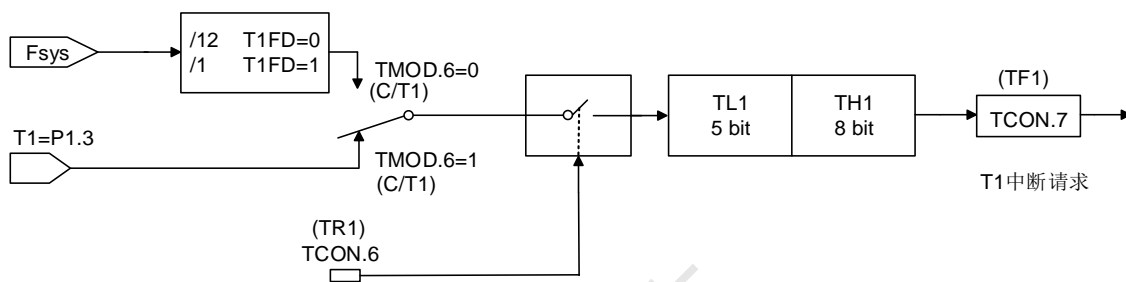 Fsys
/12 T1FD=0
/1 T1FD=1
TMOD.6=0
(C/T1)
T1=P1.3
TMOD.6=1
(C/T1)
(TR1)
TCON.6
TL1
5 bit
TH1
8 bit
(TF1)
TCON.7
T1中断请求